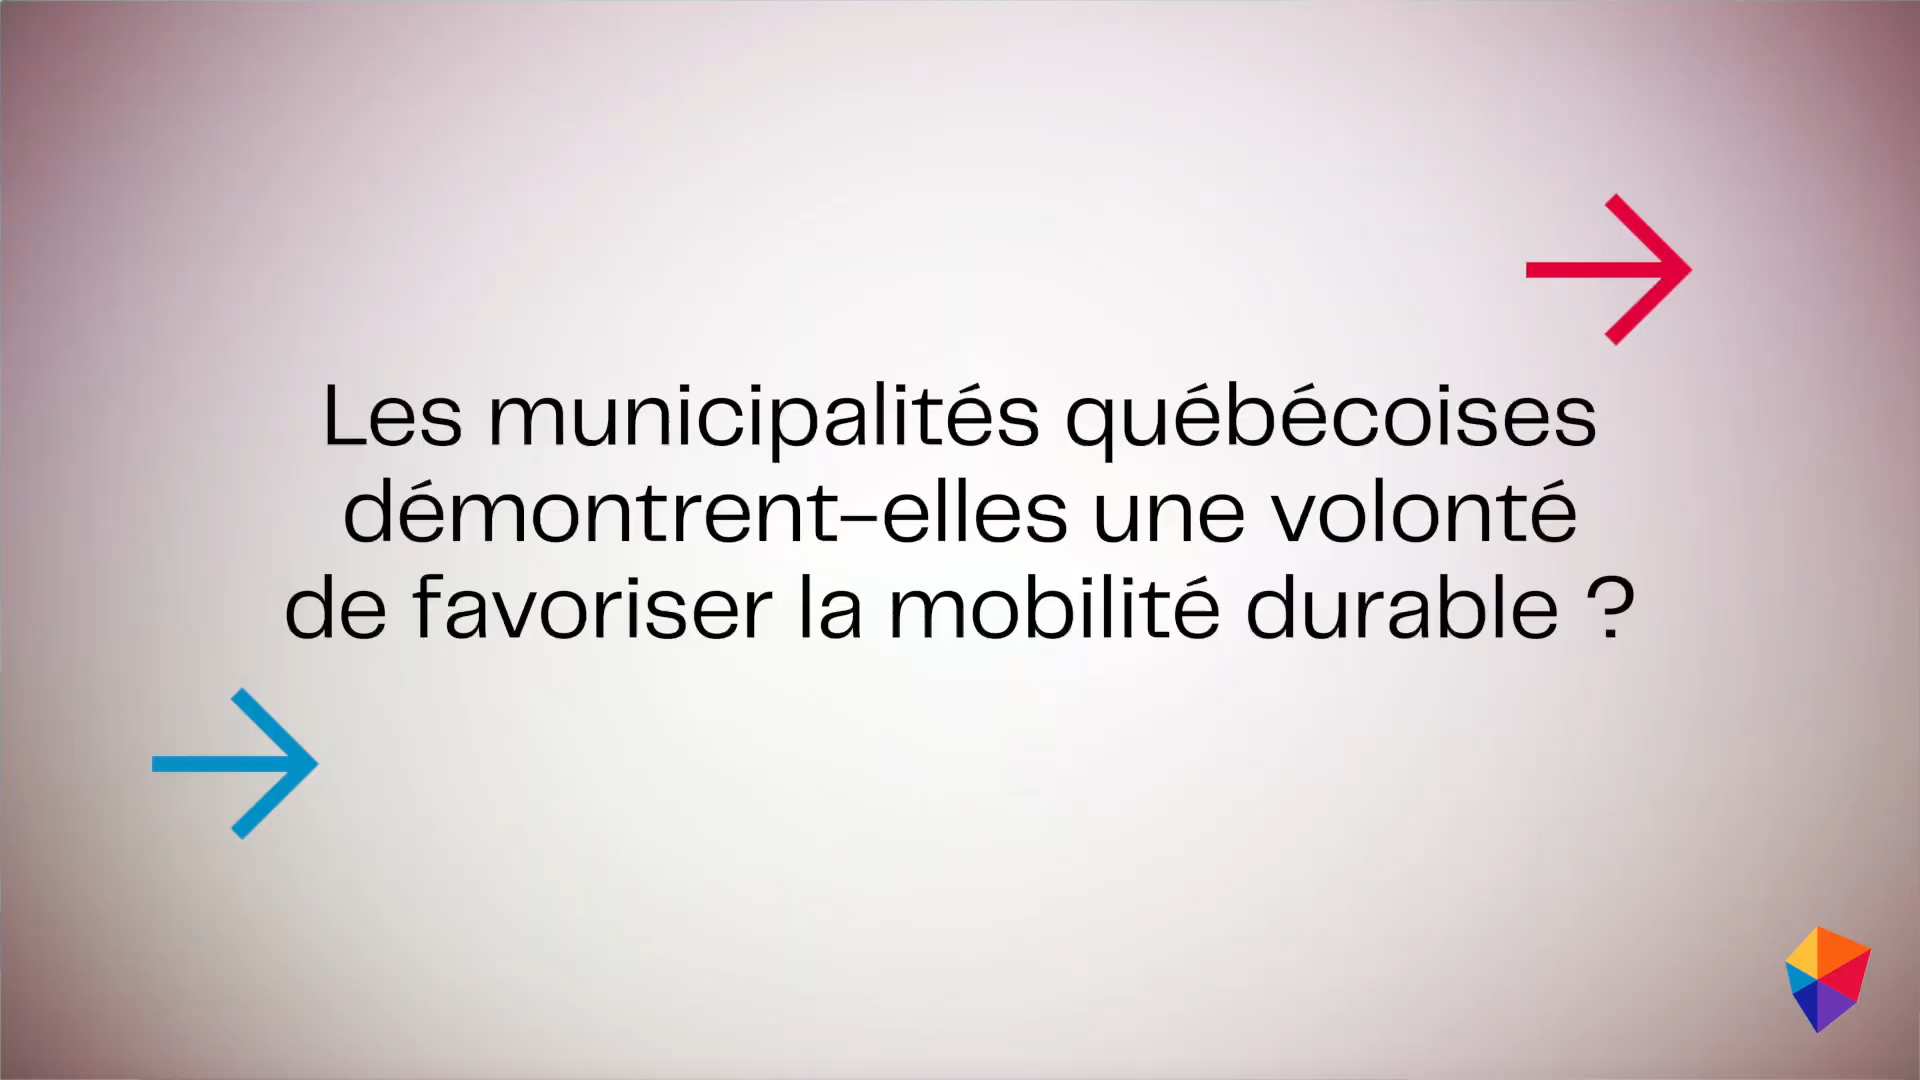 Les municipalités québécoises
démontrent-elles une volonté
de favoriser la mobilité durable ?